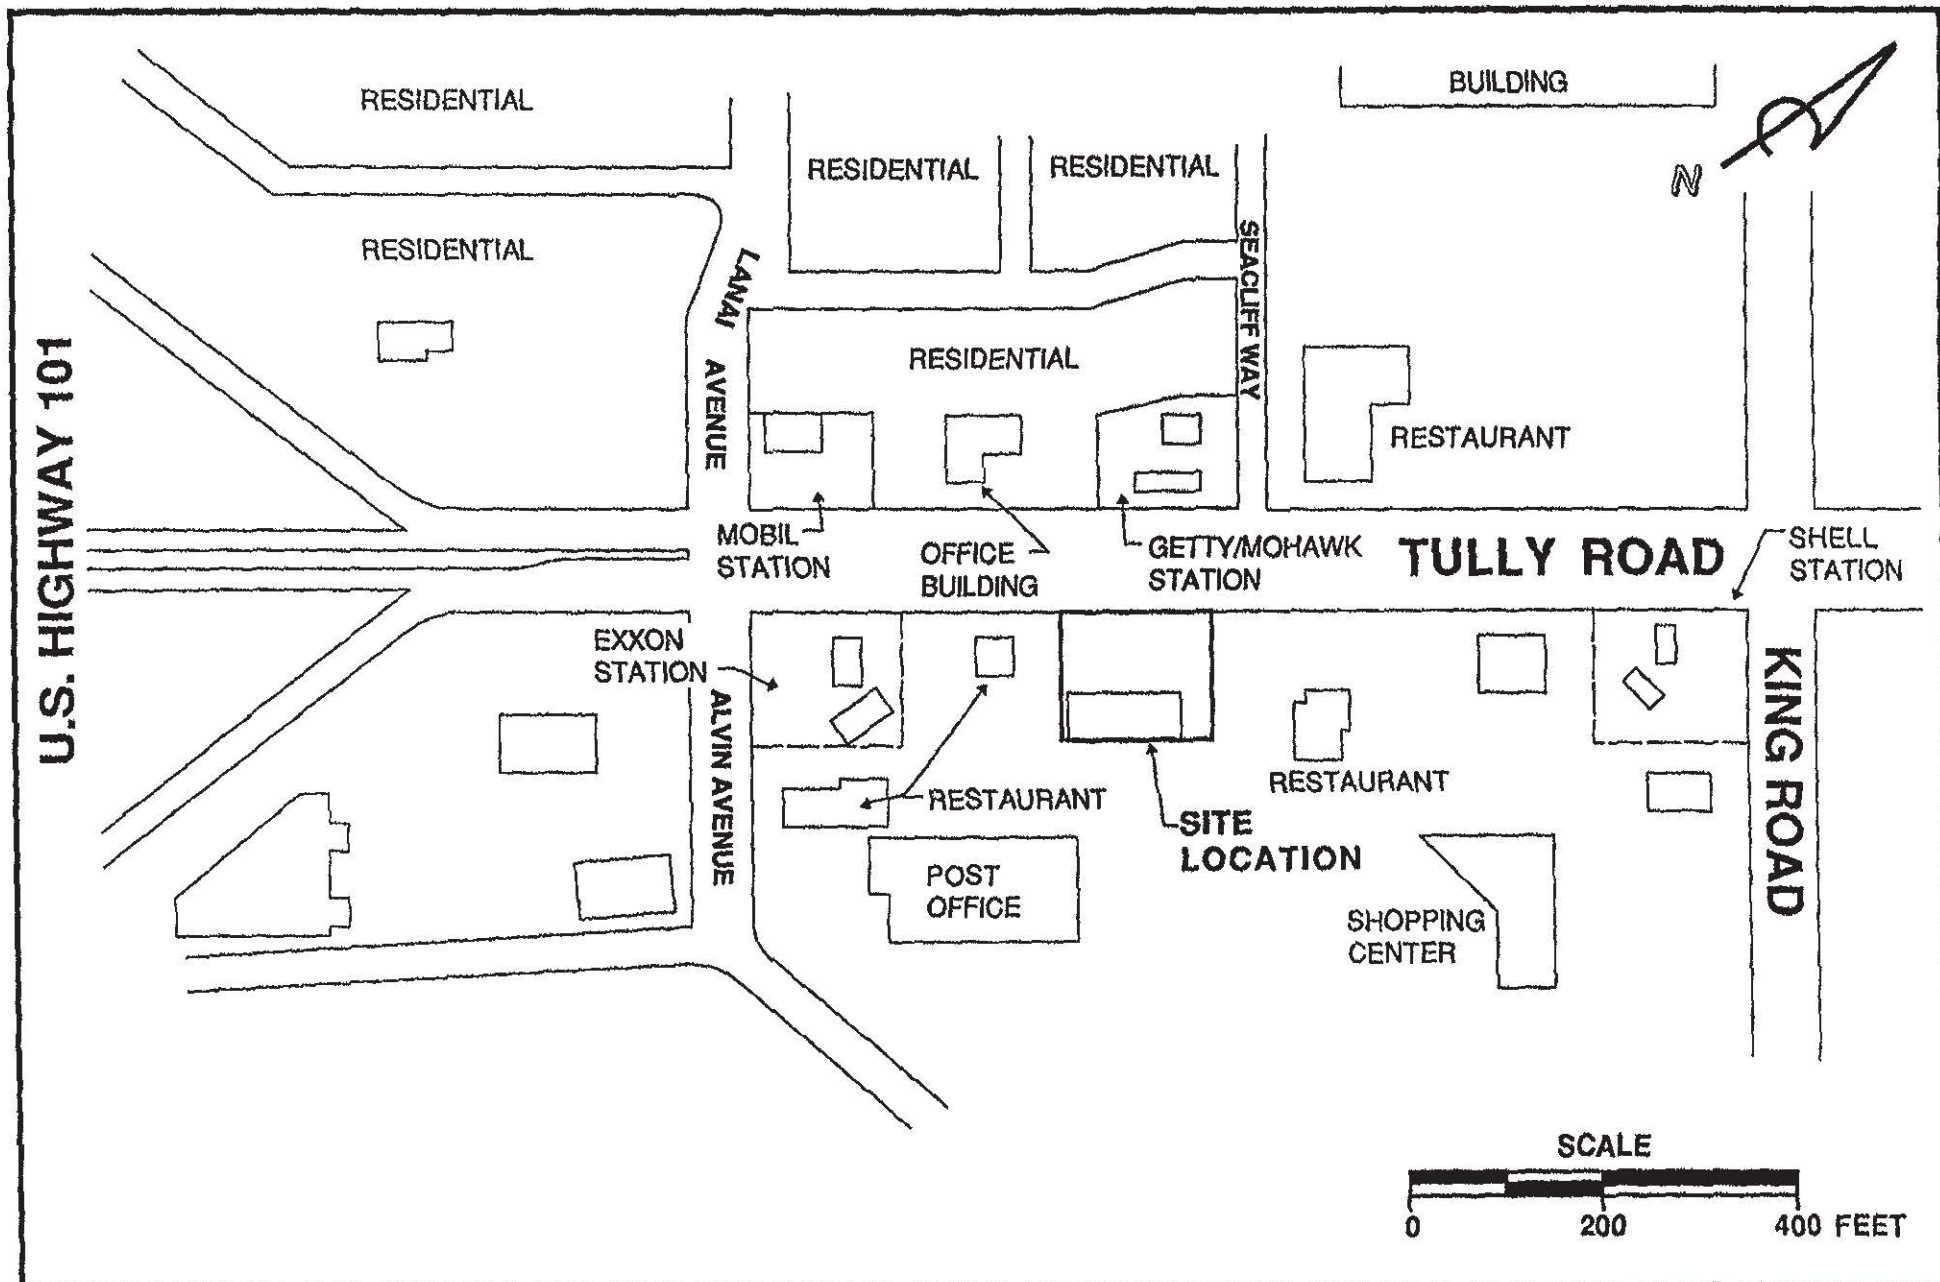 RESIDENTIAL
BUILDING
RESIDENTIAL
RESIDENTIAL
N
RESIDENTIAL
LANAI
AVENUE
SEACLIFF WAY
RESIDENTIAL
RESTAURANT
U.S. HIGHWAY 101
MOBIL
STATION
OFFICE
BUILDING
GETTY/MOHAWK
STATION
TULLY ROAD
SHELL
STATION
EXXON
STATION
ALVIN AVENUE
KING ROAD
RESTAURANT
RESTAURANT
SITE
LOCATION
POST
OFFICE
SHOPPING
CENTER
SCALE
0 200 400 FEET